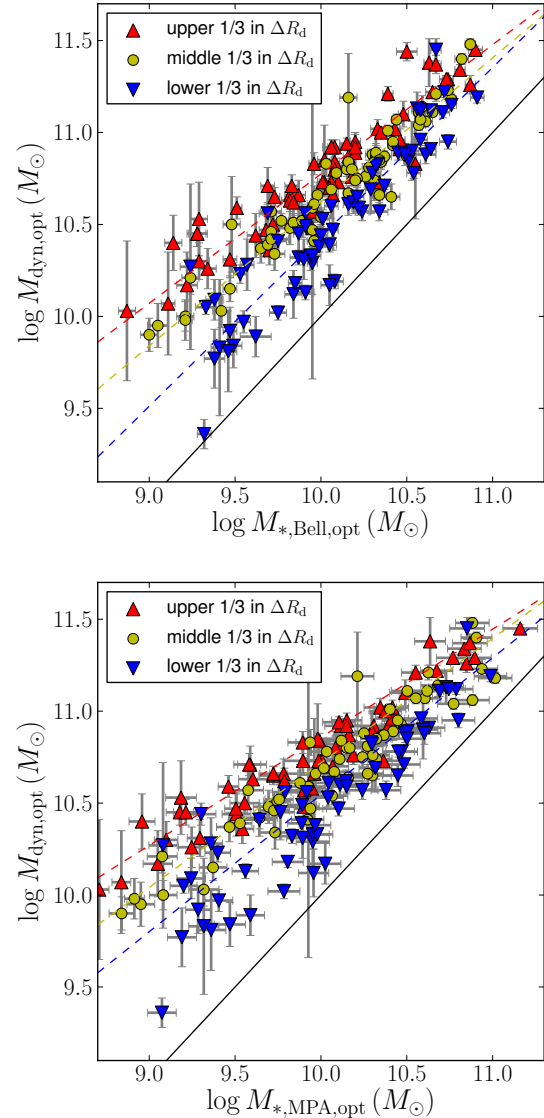 11.5
11.0
10.5
10.0
9.5
log M_dyn,opt (M_⊙)
upper 1/3 in ΔR_d
middle 1/3 in ΔR_d
lower 1/3 in ΔR_d
9.0 9.5 10.0 10.5 11.0
log M_*,Bell,opt (M_⊙)
11.5
11.0
10.5
10.0
9.5
log M_dyn,opt (M_⊙)
upper 1/3 in ΔR_d
middle 1/3 in ΔR_d
lower 1/3 in ΔR_d
9.0 9.5 10.0 10.5 11.0
log M_*,MPA,opt (M_⊙)